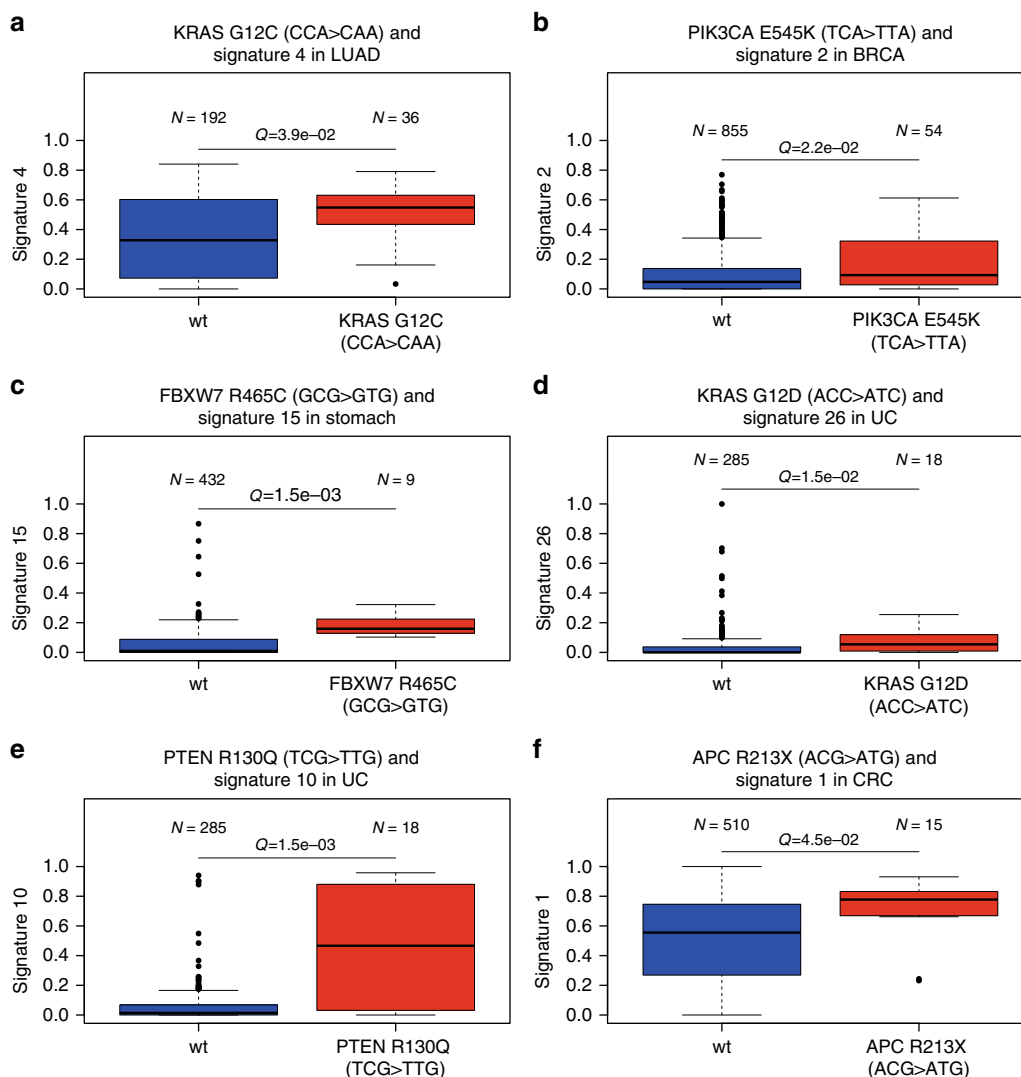 a
KRAS G12C (CCA>CAA) and
signature 4 in LUAD
N = 192
N = 36
Q=3.9e–02
Signature 4
1.0
0.8
0.6
0.4
0.2
0.0
wt
KRAS G12C
(CCA>CAA)
b
PIK3CA E545K (TCA>TTA) and
signature 2 in BRCA
N = 855
N = 54
Q=2.2e–02
Signature 2
1.0
0.8
0.6
0.4
0.2
0.0
wt
PIK3CA E545K
(TCA>TTA)
c
FBXW7 R465C (GCG>GTG) and
signature 15 in stomach
N = 432
N = 9
Q=1.5e–03
Signature 15
1.0
0.8
0.6
0.4
0.2
0.0
wt
FBXW7 R465C
(GCG>GTG)
d
KRAS G12D (ACC>ATC) and
signature 26 in UC
N = 285
N = 18
Q=1.5e–02
Signature 26
1.0
0.8
0.6
0.4
0.2
0.0
wt
KRAS G12D
(ACC>ATC)
e
PTEN R130Q (TCG>TTG) and
signature 10 in UC
N = 285
N = 18
Q=1.5e–03
Signature 10
1.0
0.8
0.6
0.4
0.2
0.0
wt
PTEN R130Q
(TCG>TTG)
f
APC R213X (ACG>ATG) and
signature 1 in CRC
N = 510
N = 15
Q=4.5e–02
Signature 1
1.0
0.8
0.6
0.4
0.2
0.0
wt
APC R213X
(ACG>ATG)